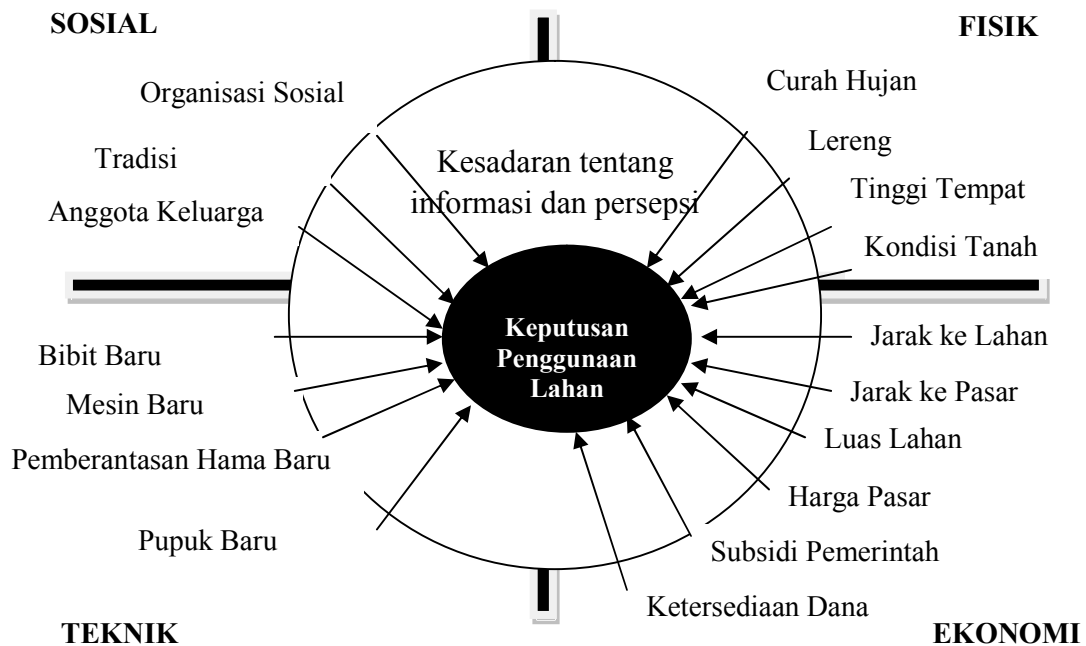 SOSIAL
FISIK
Organisasi Sosial
Tradisi
Anggota Keluarga
Curah Hujan
Lereng
Tinggi Tempat
Kondisi Tanah
Kesadaran tentang
informasi dan persepsi
Keputusan
Penggunaan
Lahan
Bibit Baru
Mesin Baru
Pemberantasan Hama Baru
Pupuk Baru
Jarak ke Lahan
Jarak ke Pasar
Luas Lahan
Harga Pasar
Subsidi Pemerintah
Ketersediaan Dana
TEKNIK
EKONOMI